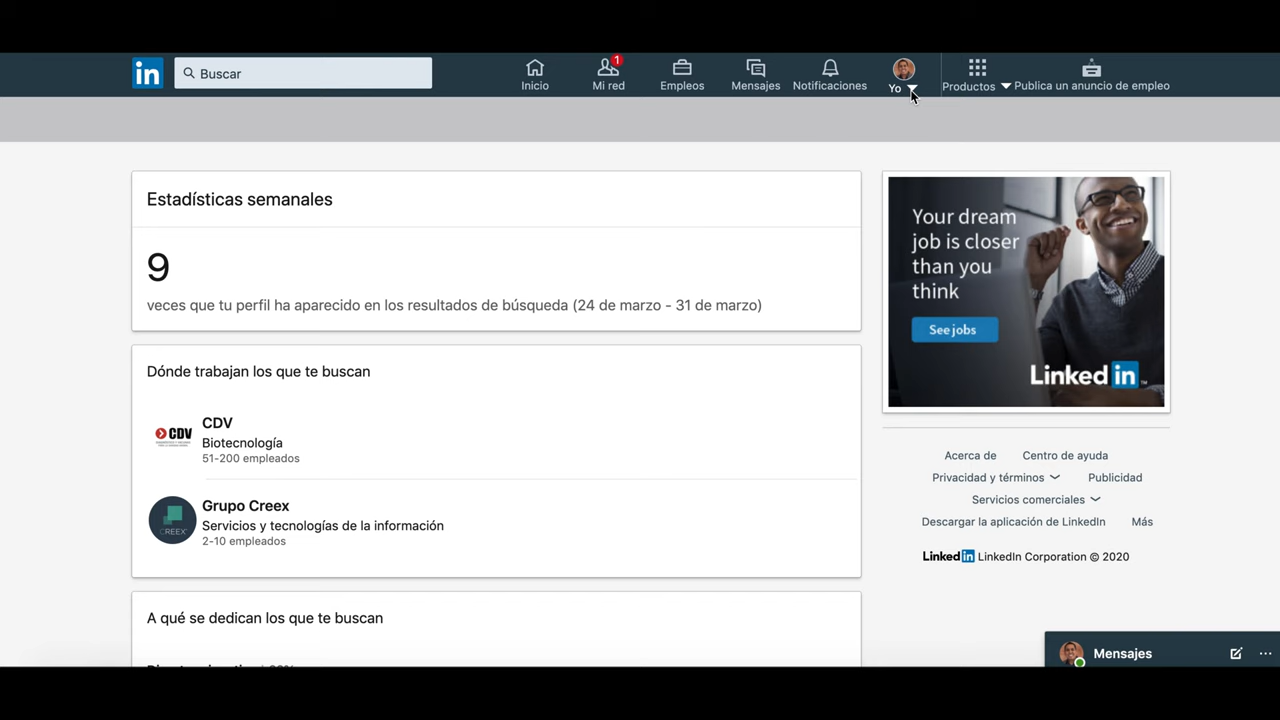 in
Buscar
Inicio
1
Mi red
Empleos
Mensajes
Notificaciones
Yo
Productos
Publica un anuncio de empleo
Estadísticas semanales
9
veces que tu perfil ha aparecido en los resultados de búsqueda (24 de marzo - 31 de marzo)
Dónde trabajan los que te buscan
CDV
CDV
Biotecnología
51-200 empleados
CREEX
Grupo Creex
Servicios y tecnologías de la información
2-10 empleados
A qué se dedican los que te buscan
Your dream
job is closer
than you
think
See jobs
Linked in
Acerca de Centro de ayuda
Privacidad y términos Publicidad
Servicios comerciales
Descargar la aplicación de LinkedIn Más
Linked in LinkedIn Corporation © 2020
Mensajes